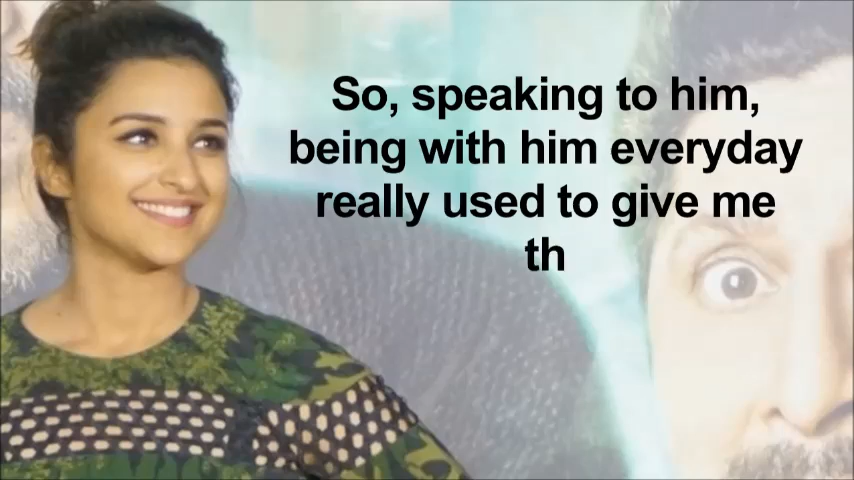 So, speaking to him,
being with him everyday
really used to give me
th